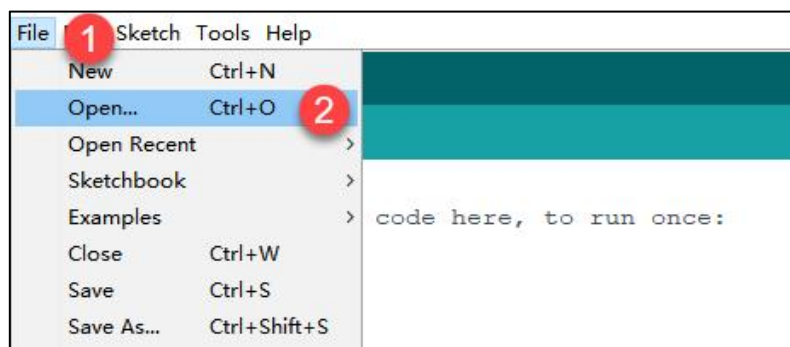 File Sketch Tools Help
1
New Ctrl+N
Open... Ctrl+O
2
Open Recent >
Sketchbook >
Examples > code here, to run once:
Close Ctrl+W
Save Ctrl+S
Save As... Ctrl+Shift+S